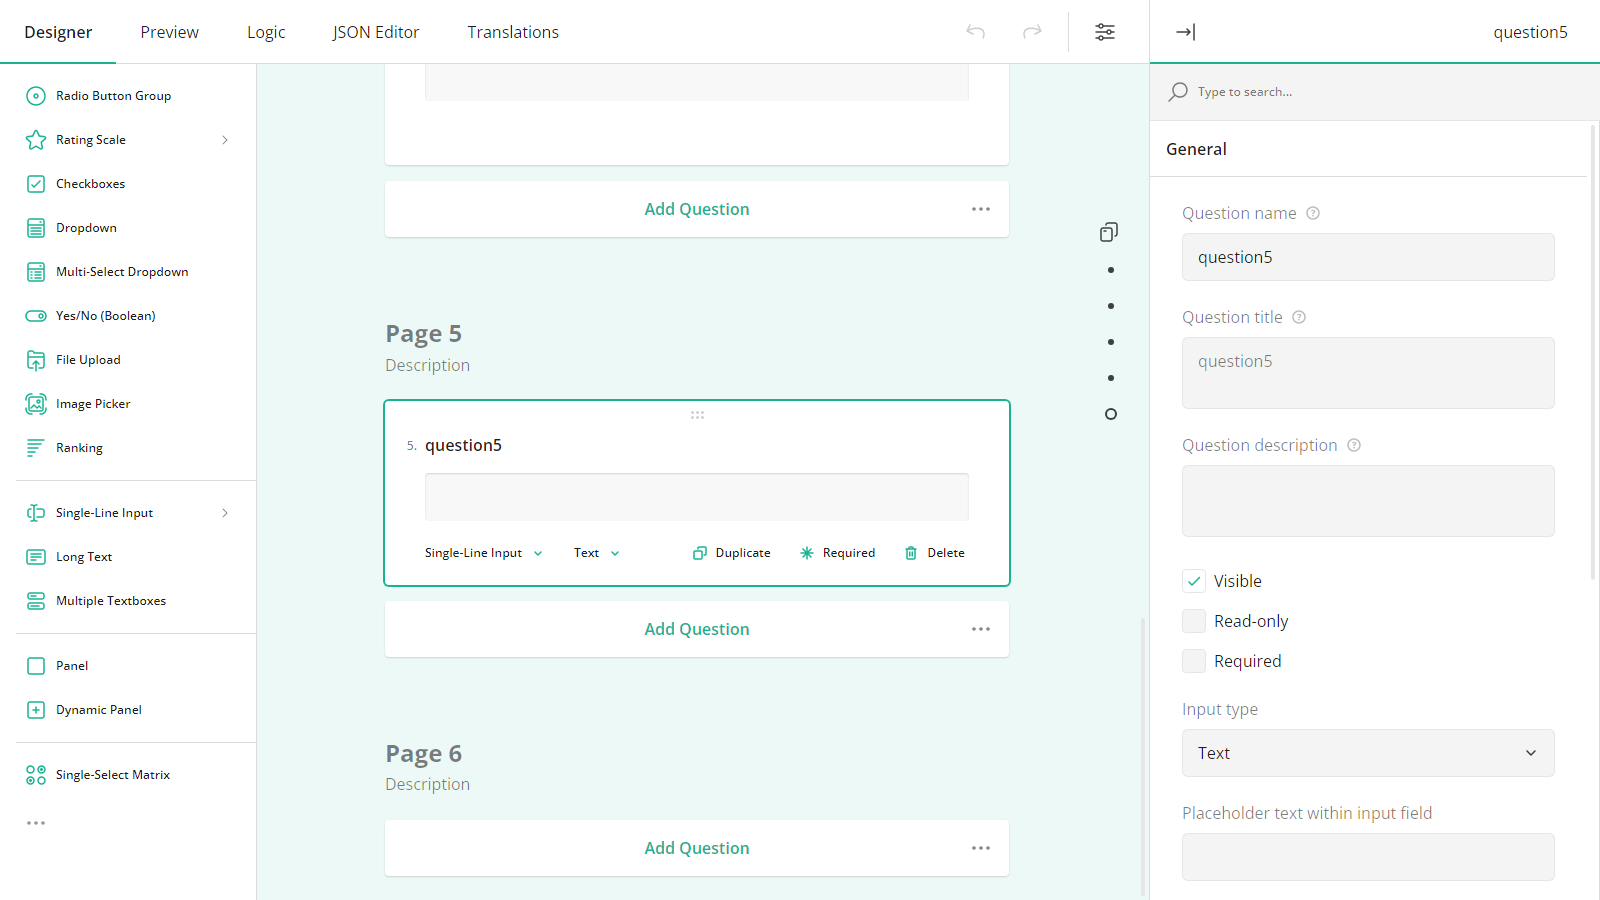 Designer
Preview
Logic
JSON Editor
Translations
question5
Radio Button Group
Rating Scale
Checkboxes
Dropdown
Multi-Select Dropdown
Yes/No (Boolean)
File Upload
Image Picker
Ranking
Single-Line Input
Long Text
Multiple Textboxes
Panel
Dynamic Panel
Single-Select Matrix
Add Question
Page 5
Description
5. question5
Single-Line Input
Text
Duplicate
Required
Delete
Add Question
Page 6
Description
Add Question
Type to search...
General
Question name
question5
Question title
question5
Question description
Visible
Read-only
Required
Input type
Text
Placeholder text within input field